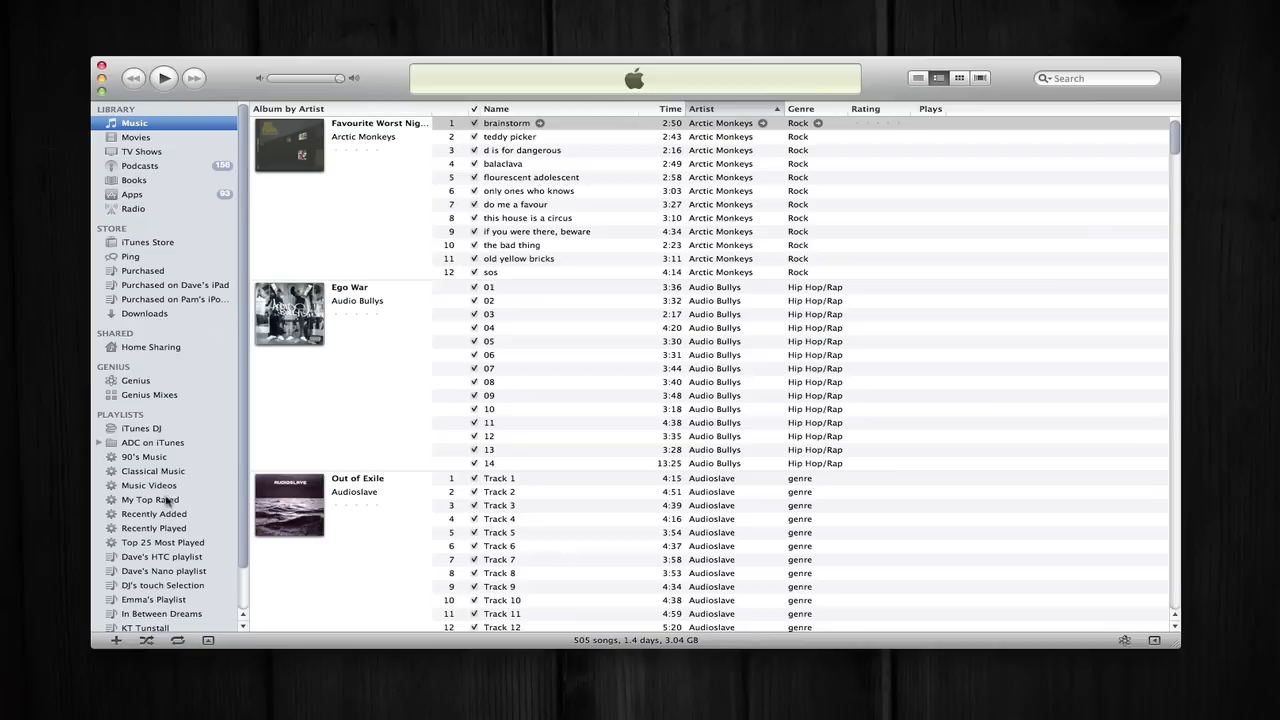 Search
LIBRARY
Music
Movies
TV Shows
Podcasts 156
Books
Apps 93
Radio
STORE
iTunes Store
Ping
Purchased
Purchased on Dave's iPad
Purchased on Pam's iPo...
Downloads
SHARED
Home Sharing
GENIUS
Genius
Genius Mixes
PLAYLISTS
iTunes DJ
ADC on iTunes
90's Music
Classical Music
Music Videos
My Top Rated
Recently Added
Recently Played
Top 25 Most Played
Dave's HTC playlist
Dave's Nano playlist
DJ's touch Selection
Emma's Playlist
In Between Dreams
KT Tunstall
Album by Artist Name Time Artist Genre Rating Plays
Favourite Worst Nig...
Arctic Monkeys
1 brainstorm 2:50 Arctic Monkeys Rock
2 teddy picker 2:43 Arctic Monkeys Rock
3 d is for dangerous 2:16 Arctic Monkeys Rock
4 balaclava 2:49 Arctic Monkeys Rock
5 flourescent adolescent 2:58 Arctic Monkeys Rock
6 only ones who knows 3:03 Arctic Monkeys Rock
7 do me a favour 3:27 Arctic Monkeys Rock
8 this house is a circus 3:10 Arctic Monkeys Rock
9 if you were there, beware 4:34 Arctic Monkeys Rock
10 the bad thing 2:23 Arctic Monkeys Rock
11 old yellow bricks 3:11 Arctic Monkeys Rock
12 sos 4:14 Arctic Monkeys Rock
Ego War
Audio Bullys
01 3:36 Audio Bullys Hip Hop/Rap
02 3:32 Audio Bullys Hip Hop/Rap
03 2:17 Audio Bullys Hip Hop/Rap
04 4:20 Audio Bullys Hip Hop/Rap
05 3:30 Audio Bullys Hip Hop/Rap
06 3:31 Audio Bullys Hip Hop/Rap
07 3:44 Audio Bullys Hip Hop/Rap
08 3:40 Audio Bullys Hip Hop/Rap
09 3:48 Audio Bullys Hip Hop/Rap
10 3:18 Audio Bullys Hip Hop/Rap
11 4:38 Audio Bullys Hip Hop/Rap
12 3:35 Audio Bullys Hip Hop/Rap
13 3:28 Audio Bullys Hip Hop/Rap
14 13:25 Audio Bullys Hip Hop/Rap
AUDIOSLAVE
Out of Exile
Audioslave
1 Track 1 4:15 Audioslave genre
2 Track 2 4:51 Audioslave genre
3 Track 3 4:39 Audioslave genre
4 Track 4 4:16 Audioslave genre
5 Track 5 3:54 Audioslave genre
6 Track 6 4:37 Audioslave genre
7 Track 7 3:58 Audioslave genre
8 Track 8 3:53 Audioslave genre
9 Track 9 4:34 Audioslave genre
10 Track 10 4:38 Audioslave genre
11 Track 11 4:59 Audioslave genre
12 Track 12 5:20 Audioslave genre
505 songs, 1.4 days, 3.04 GB